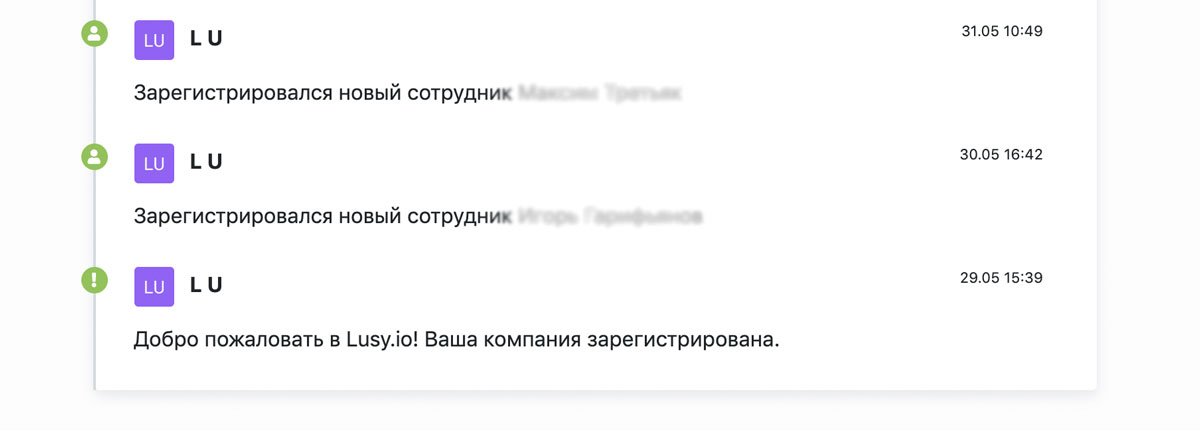 LU L U 31.05 10:49
Зарегистрировался новый сотрудник
LU L U 30.05 16:42
Зарегистрировался новый сотрудник
LU L U 29.05 15:39
Добро пожаловать в Lusy.io! Ваша компания зарегистрирована.